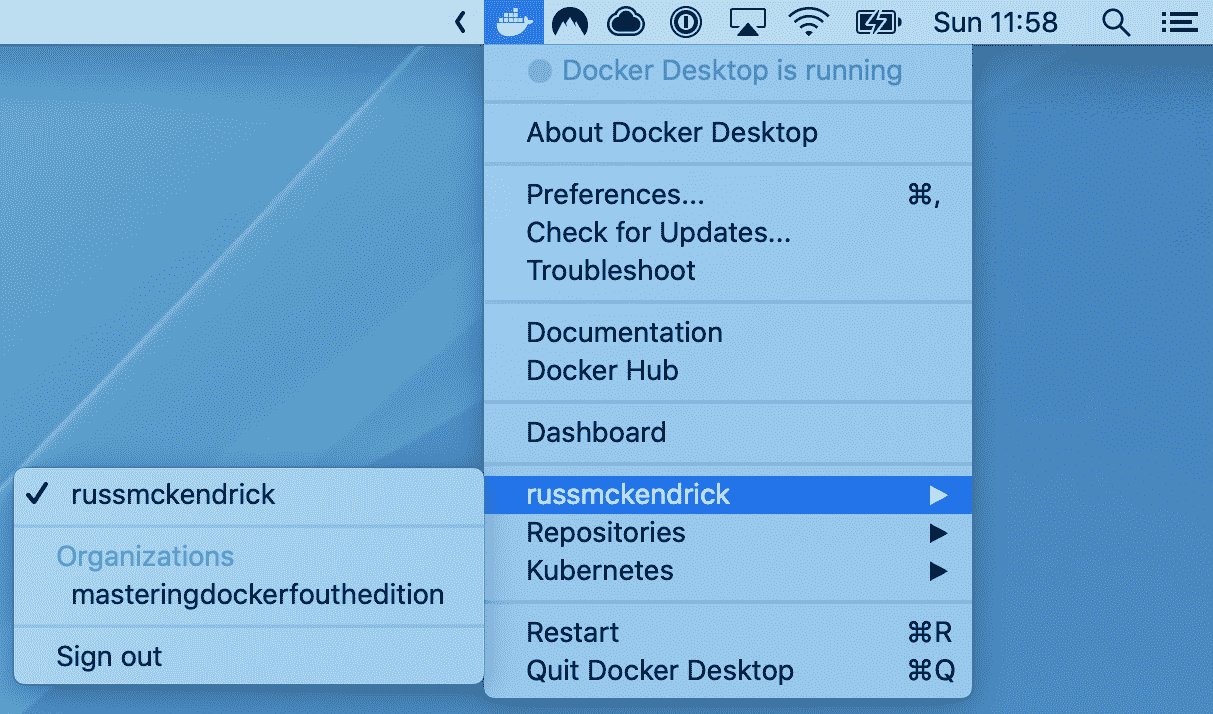 Sun 11:58
Docker Desktop is running
About Docker Desktop
Preferences... ⌘,
Check for Updates...
Troubleshoot
Documentation
Docker Hub
Dashboard
russmckendrick
Repositories
Kubernetes
Restart ⌘R
Quit Docker Desktop ⌘Q
russmckendrick
Organizations
masteringdockerfouthedition
Sign out